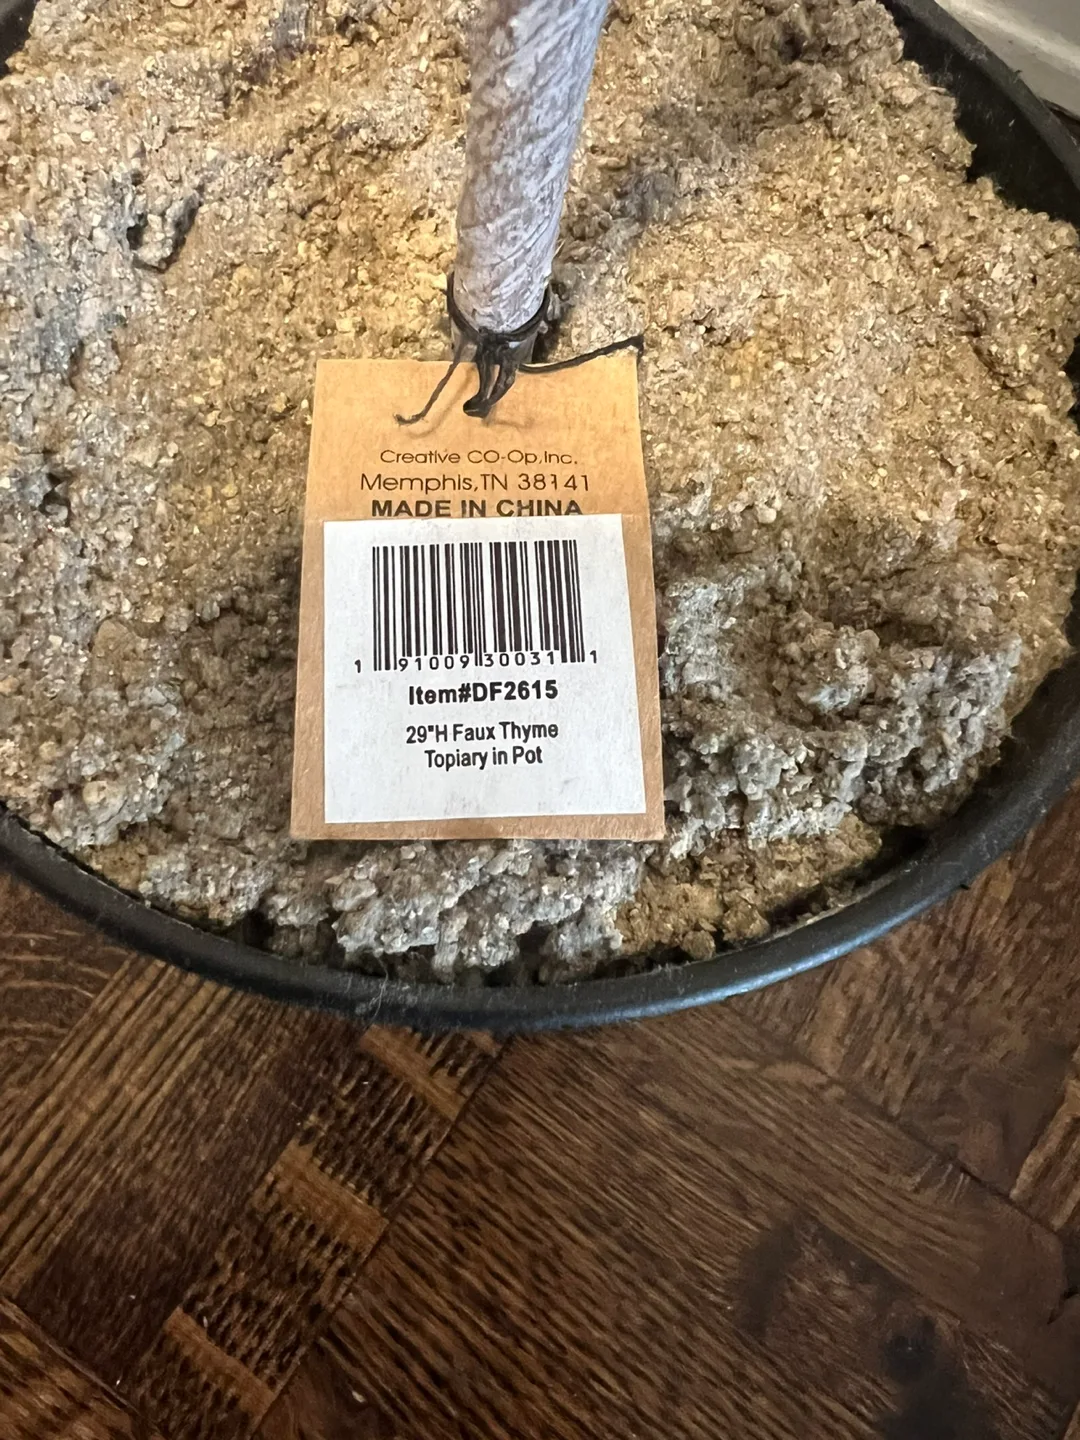 Creative CO-Op,Inc.
Memphis,TN 38141
MADE IN CHINA
1 91009 30031 1
Item#DF2615
29"H Faux Thyme
Topiary in Pot